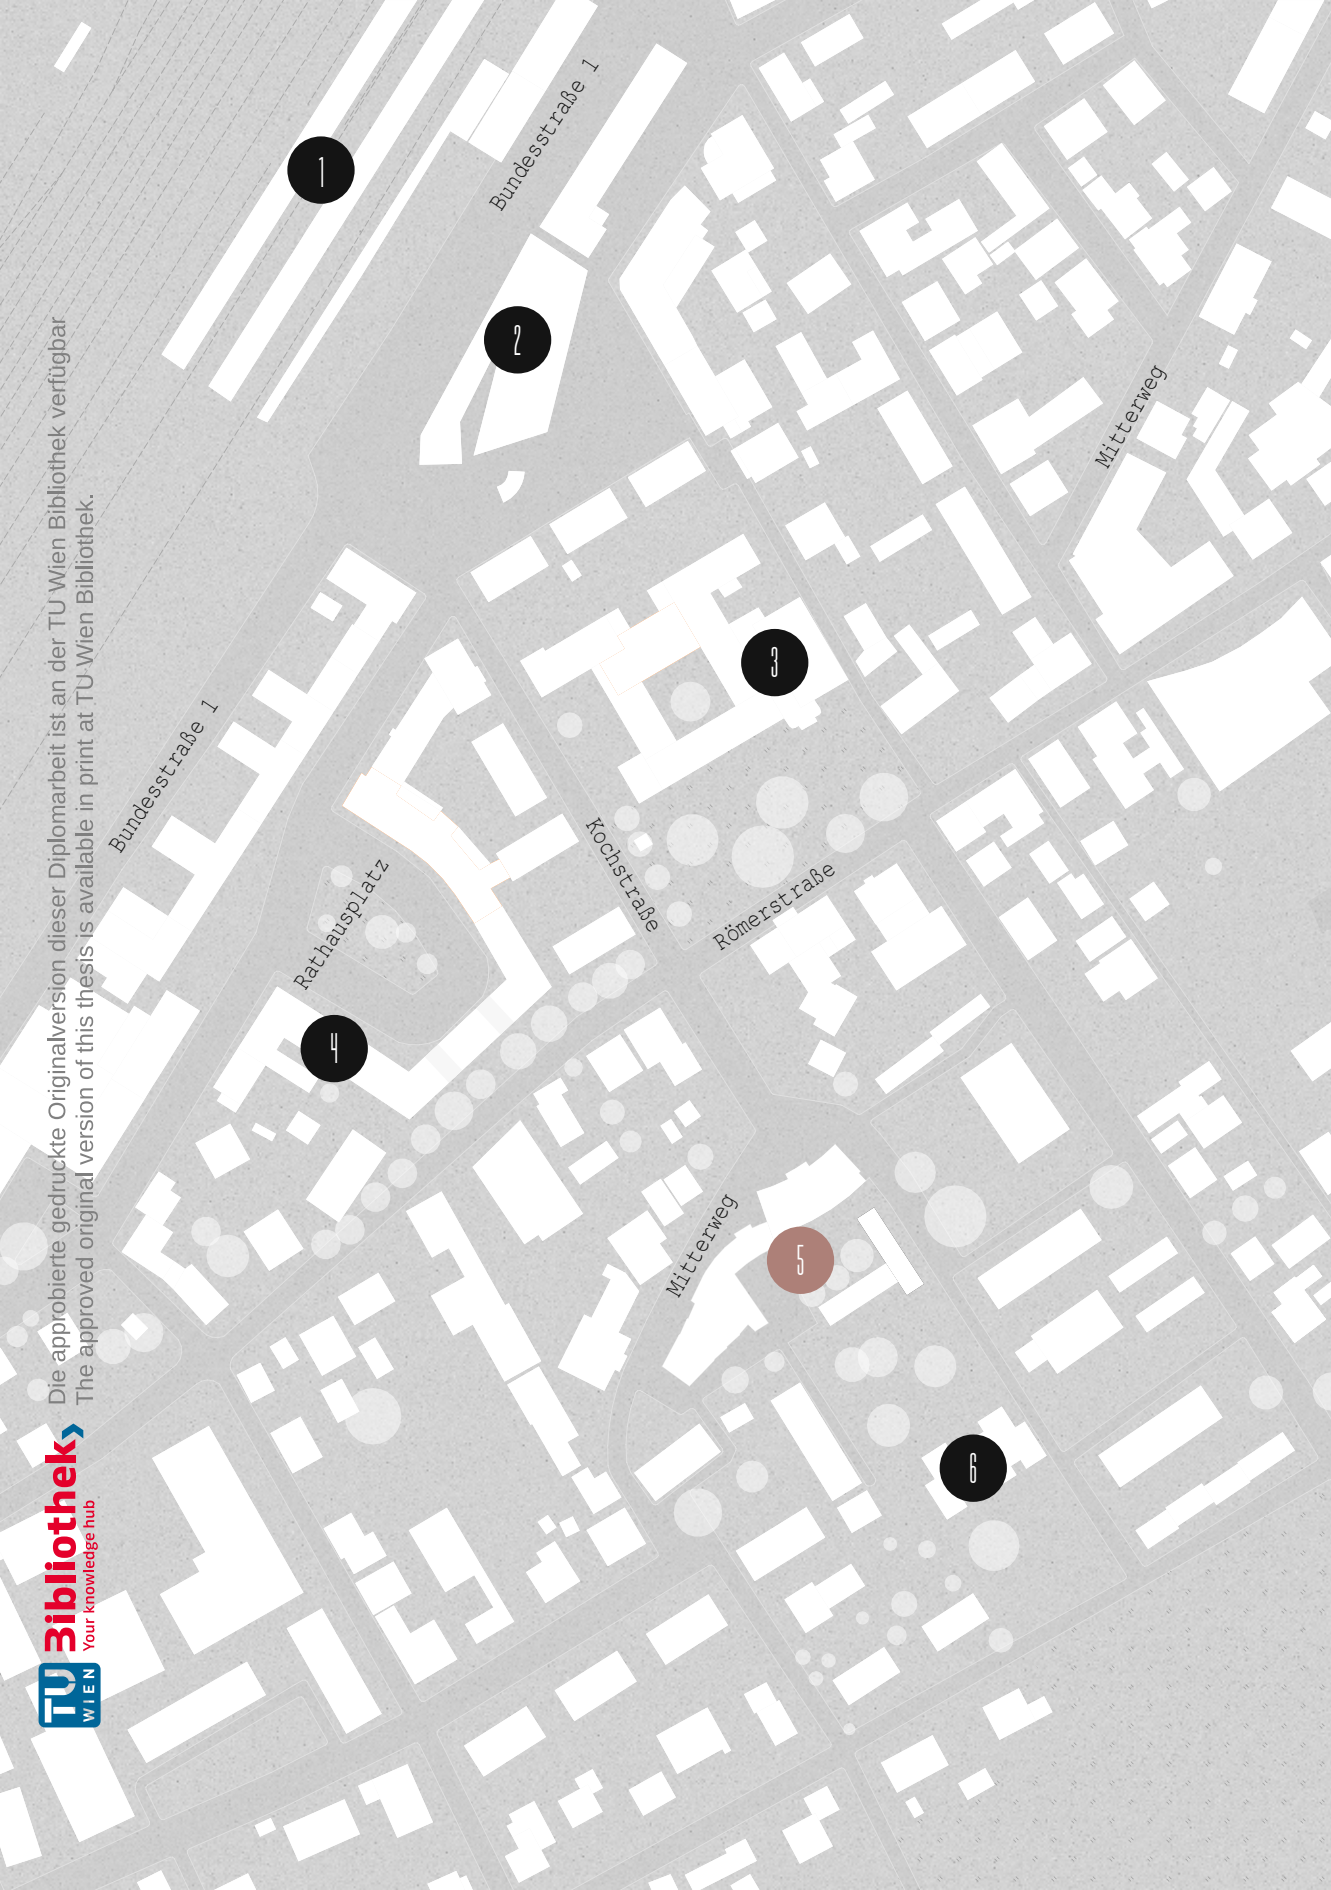 1
Bundesstraße 1
2
Mitterweg
3
Bundesstraße 1
Kochstraße
Römerstraße
Rathausplatz
4
Mitterweg
5
6
Die approbierte gedruckte Originalversion dieser Diplomarbeit ist an der TU Wien Bibliothek verfügbar
The approved original version of this thesis is available in print at TU Wien Bibliothek.
TU
WIEN
Bibliothek
Your knowledge hub